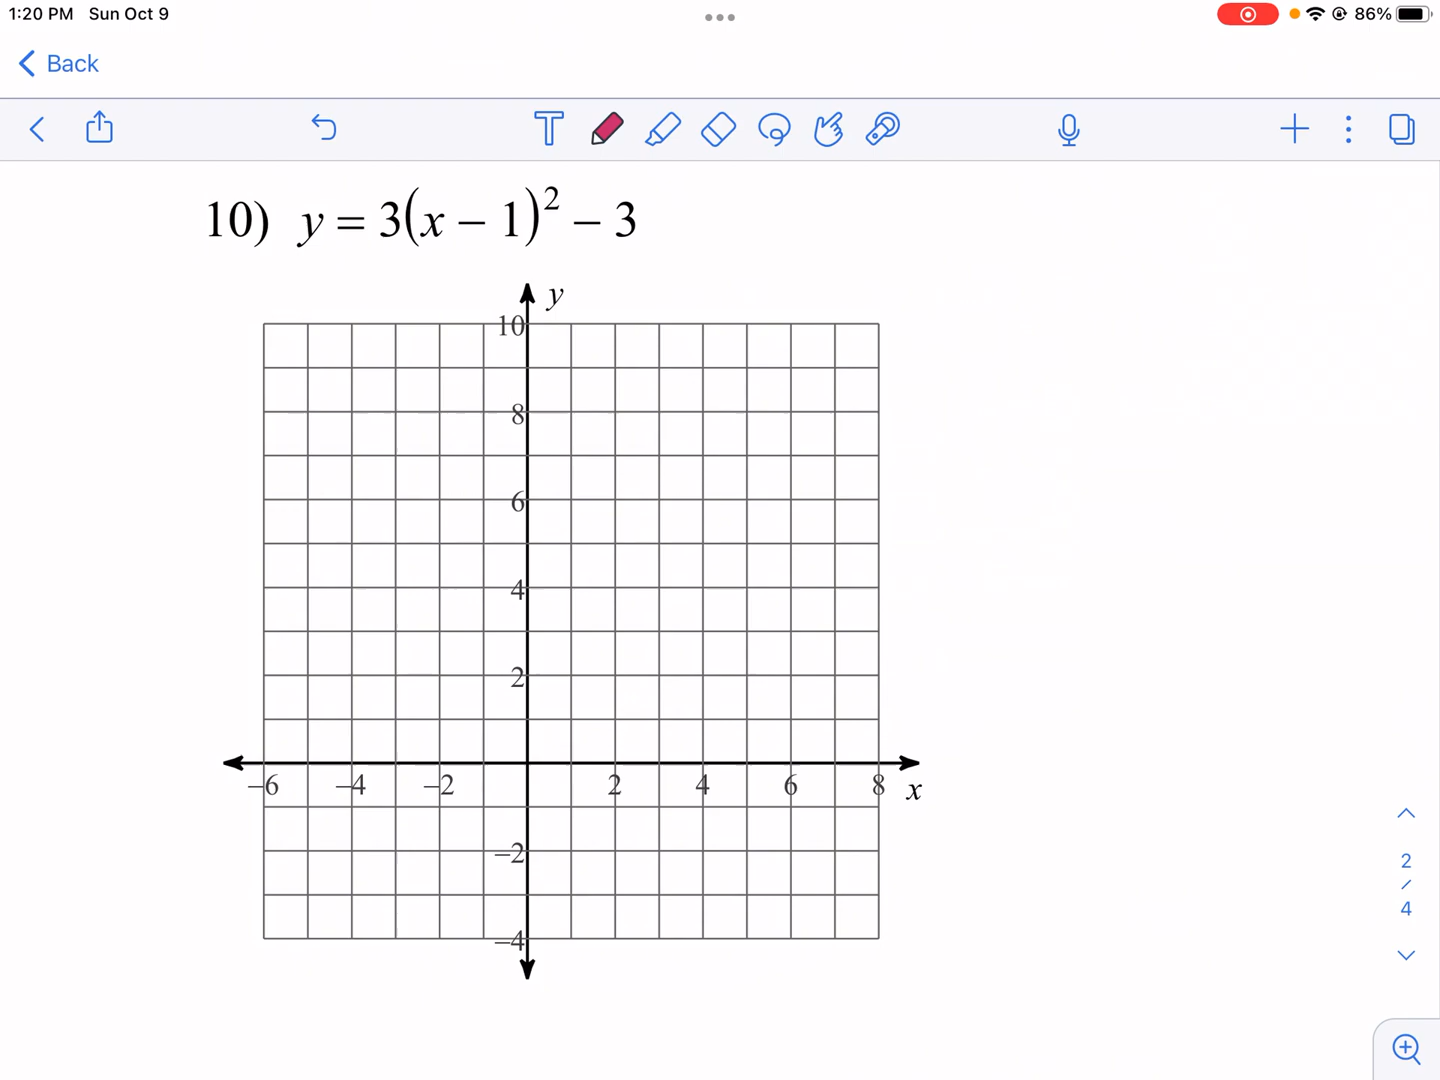 1:20 PM Sun Oct 9
86%
Back
T
10) y = 3(x − 1)² − 3
y
10
8
6
4
2
−6 −4 −2 2 4 6 8 x
−2
−4
2
/
4